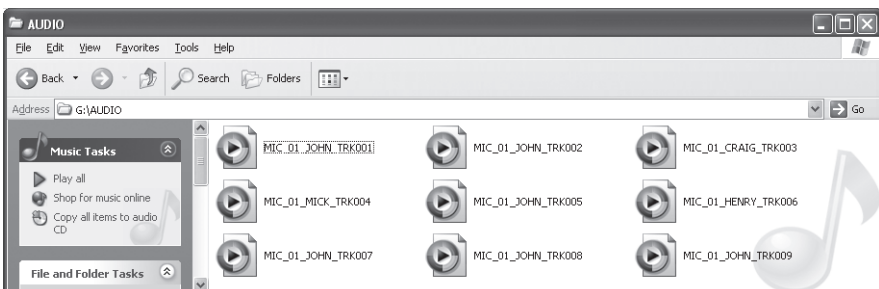 AUDIO
File Edit View Favorites Tools Help
Back Search Folders
Address G:\AUDIO Go
Music Tasks
Play all
Shop for music online
Copy all items to audio
CD
File and Folder Tasks
MIC_01_JOHN_TRK001 MIC_01_JOHN_TRK002 MIC_01_CRAIG_TRK003
MIC_01_MICK_TRK004 MIC_01_JOHN_TRK005 MIC_01_HENRY_TRK006
MIC_01_JOHN_TRK007 MIC_01_JOHN_TRK008 MIC_01_JOHN_TRK009